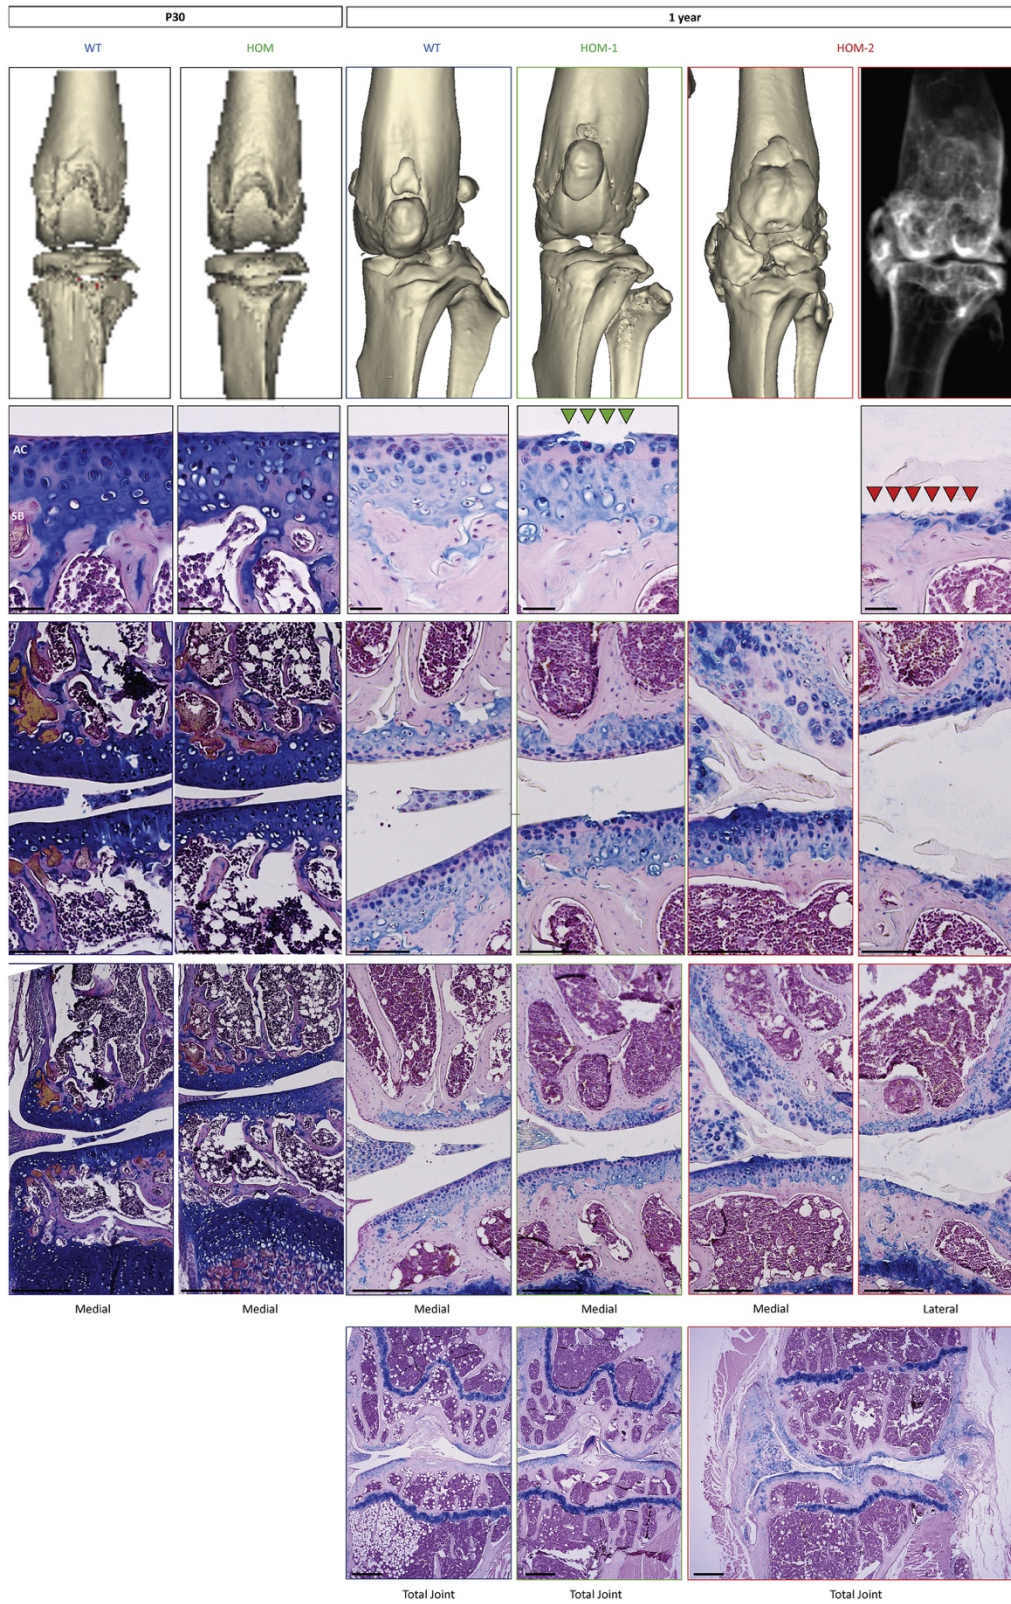 P30 1 year
WT HOM WT HOM-1 HOM-2
AC
SB
Medial Medial Medial Medial Medial Lateral
Total Joint Total Joint Total Joint